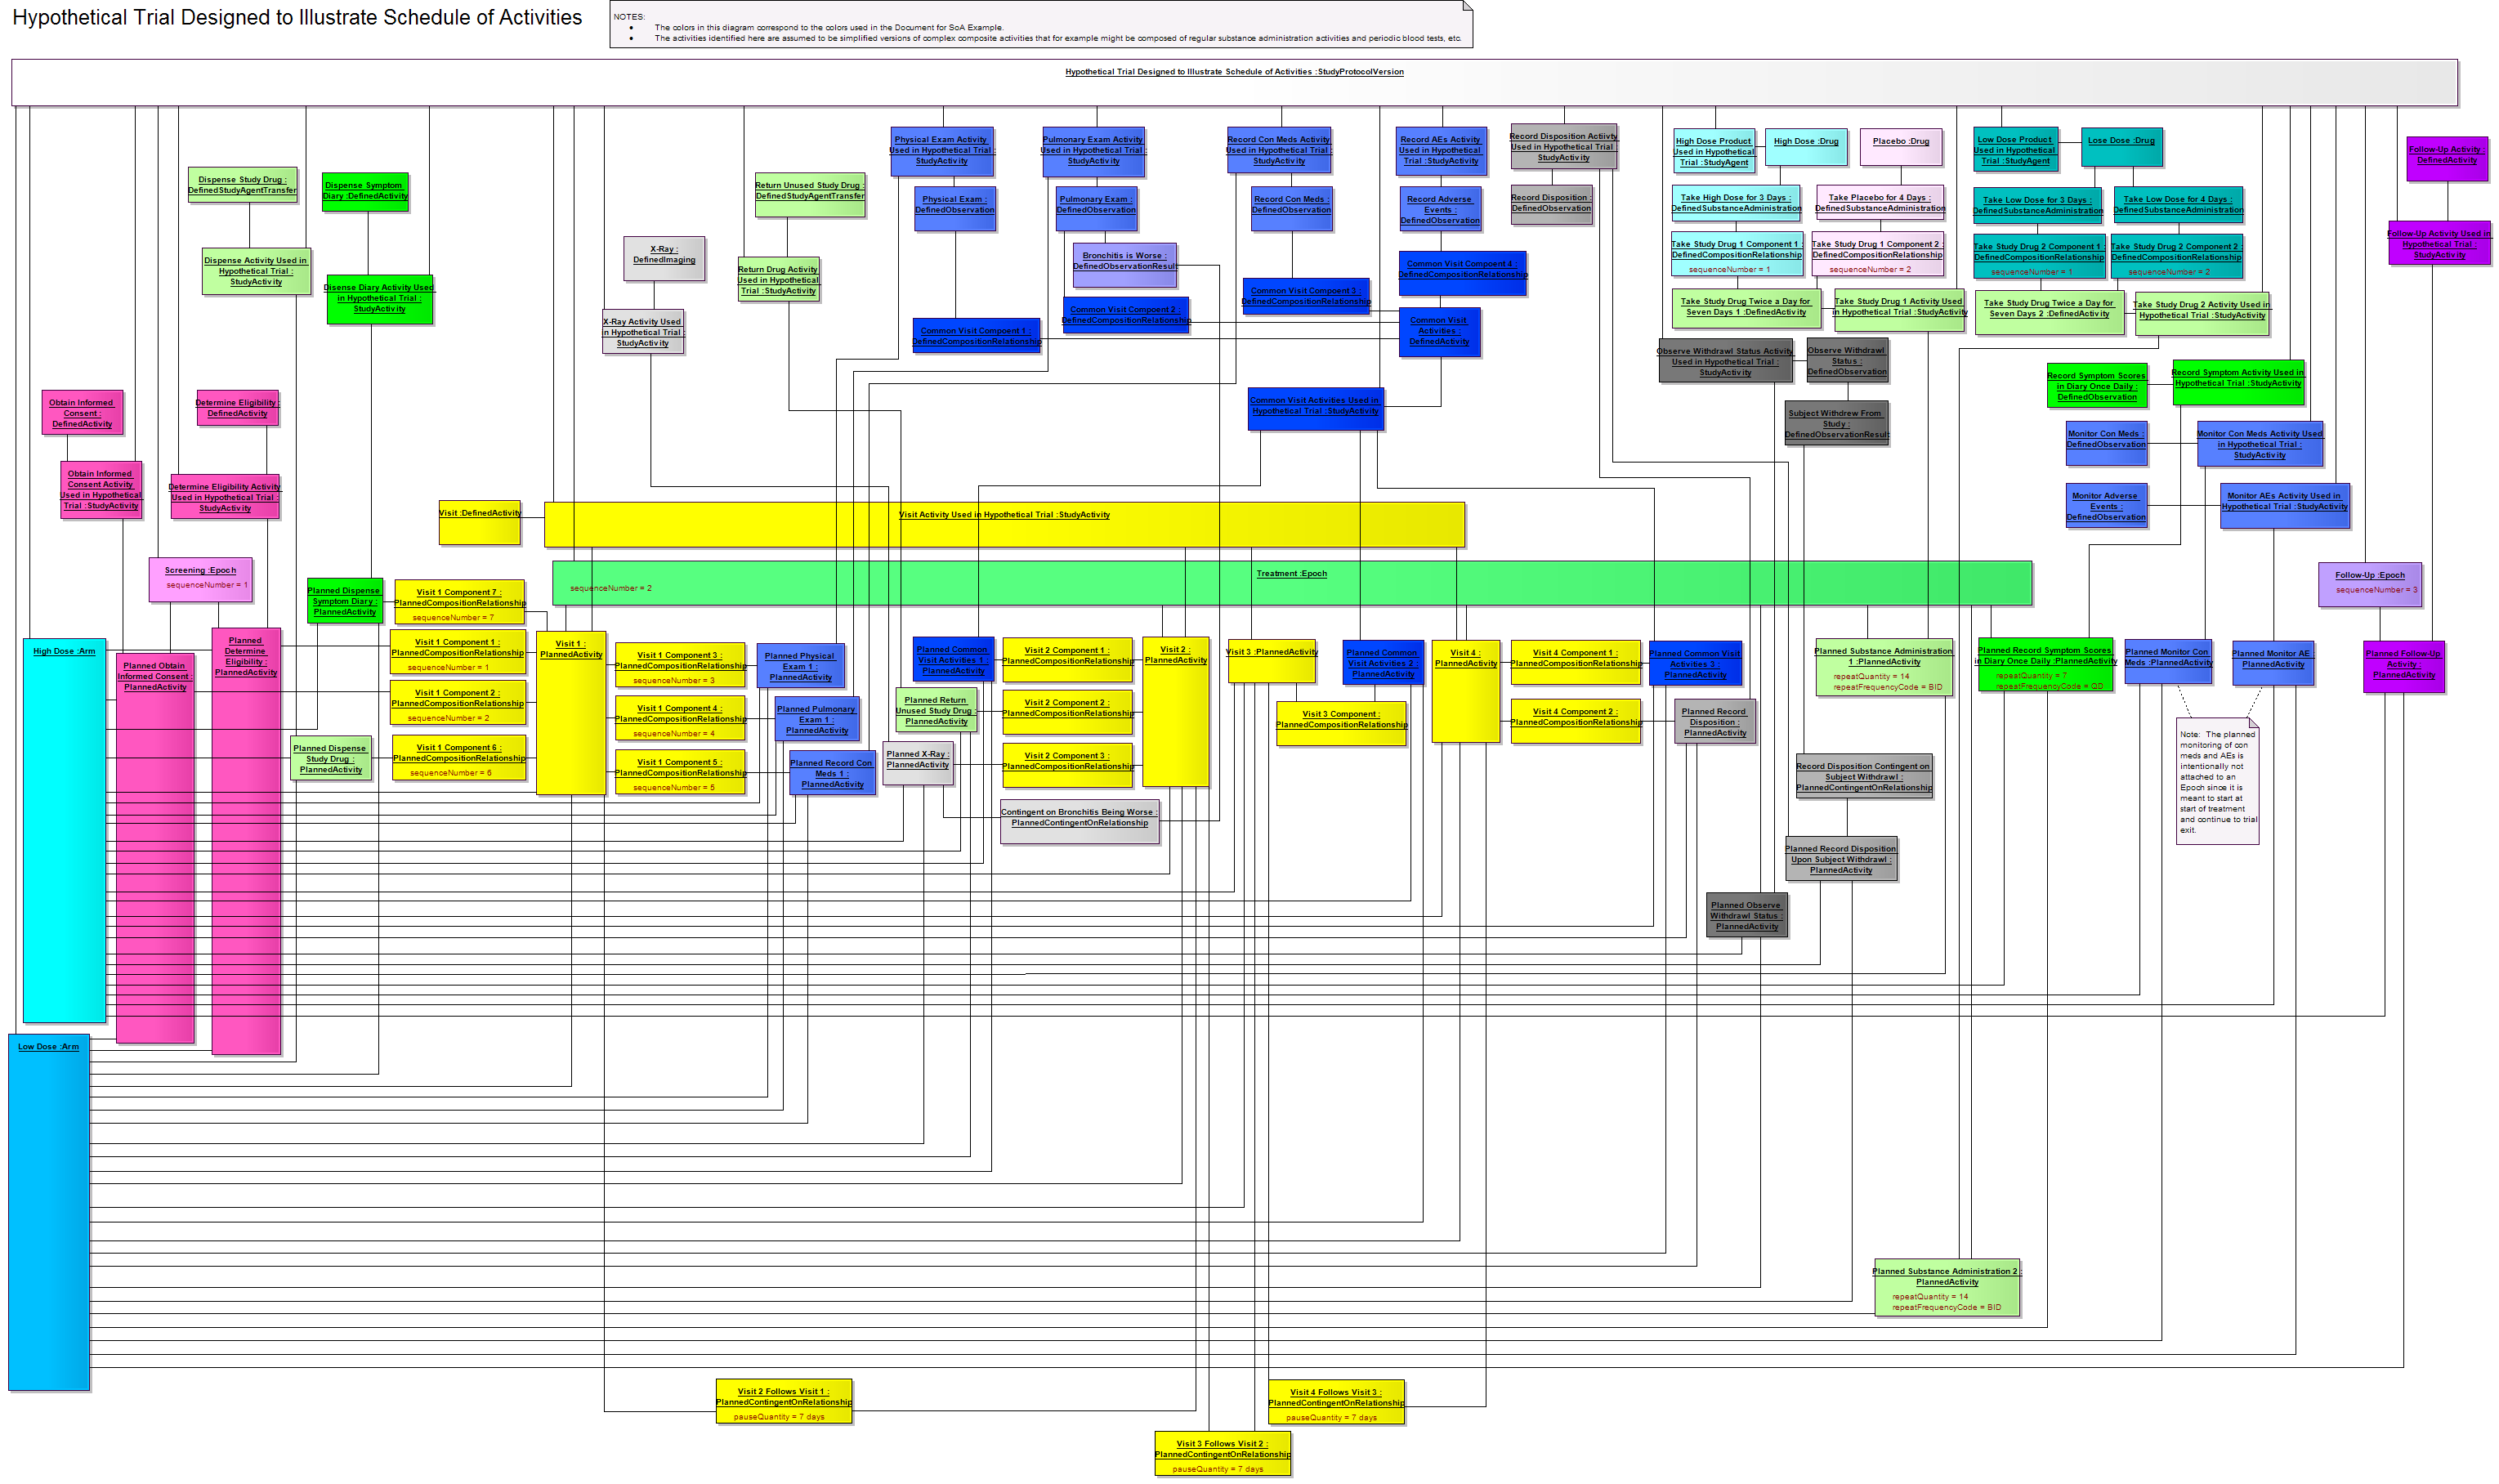 Hypothetical Trial Designed to Illustrate Schedule of Activities
NOTES:
• The colors in this diagram correspond to the colors used in the Document for SoA Example.
• The activities identified here are assumed to be simplified versions of complex composite activities that for example might be composed of regular substance administration activities and periodic blood tests, etc.
Hypothetical Trial Designed to Illustrate Schedule of Activities :StudyProtocolVersion
Physical Exam Activity
Used in Hypothetical Trial :
StudyActivity
Pulmonary Exam Activity
Used in Hypothetical Trial :
StudyActivity
Record Con Meds Activity
Used in Hypothetical Trial :
StudyActivity
Record AEs Activity
Used in Hypothetical
Trial :StudyActivity
Record Disposition Activity
Used in Hypothetical Trial :
StudyActivity
High Dose Product
Used in Hypothetical
Trial :StudyAgent
High Dose :Drug
Placebo :Drug
Low Dose Product
Used in Hypothetical
Trial :StudyAgent
Lose Dose :Drug
Follow-Up Activity :
DefinedActivity
Dispense Study Drug :
DefinedStudyAgentTransfer
Dispense Symptom
Diary :DefinedActivity
Return Unused Study Drug :
DefinedStudyAgentTransfer
Physical Exam :
DefinedObservation
Pulmonary Exam :
DefinedObservation
Record Con Meds :
DefinedObservation
Record Adverse
Events :
DefinedObservation
Record Disposition :
DefinedObservation
Take High Dose for 3 Days :
DefinedSubstanceAdministration
Take Placebo for 4 Days :
DefinedSubstanceAdministration
Take Low Dose for 3 Days :
DefinedSubstanceAdministration
Take Low Dose for 4 Days :
DefinedSubstanceAdministration
Follow-Up Activity Used in
Hypothetical Trial :
StudyActivity
X-Ray :
DefinedImaging
Dispense Activity Used in
Hypothetical Trial :
StudyActivity
Disense Diary Activity Used
in Hypothetical Trial :
StudyActivity
Return Drug Activity
Used in Hypothetical
Trial :StudyActivity
Bronchitis is Worse :
DefinedObservationResult
Common Visit Compoent 4 :
DefinedCompositionRelationship
Take Study Drug 1 Component 1 :
DefinedCompositionRelationship
sequenceNumber = 1
Take Study Drug 1 Component 2 :
DefinedCompositionRelationship
sequenceNumber = 2
Take Study Drug 2 Component 1 :
DefinedCompositionRelationship
sequenceNumber = 1
Take Study Drug 2 Component 2 :
DefinedCompositionRelationship
sequenceNumber = 2
X-Ray Activity Used
in Hypothetical Trial :
StudyActivity
Common Visit Compoent 1 :
DefinedCompositionRelationship
Common Visit Compoent 2 :
DefinedCompositionRelationship
Common Visit Compoent 3 :
DefinedCompositionRelationship
Common Visit
Activities :
DefinedActivity
Take Study Drug Twice a Day for
Seven Days 1 :DefinedActivity
Take Study Drug 1 Activity Used
in Hypothetical Trial :StudyActivity
Take Study Drug Twice a Day for
Seven Days 2 :DefinedActivity
Take Study Drug 2 Activity Used in
Hypothetical Trial :StudyActivity
Observe Withdrawl Status Activity
Used in Hypothetical Trial :
StudyActivity
Observe Withdrawl
Status :
DefinedObservation
Record Symptom Scores
in Diary Once Daily :
DefinedObservation
Record Symptom Activity Used in
Hypothetical Trial :StudyActivity
Obtain Informed
Consent :
DefinedActivity
Determine Eligibility :
DefinedActivity
Common Visit Activities Used in
Hypothetical Trial :StudyActivity
Subject Withdrew From
Study :
DefinedObservationResult
Monitor Con Meds :
DefinedObservation
Monitor Con Meds Activity Used
in Hypothetical Trial :
StudyActivity
Obtain Informed
Consent Activity
Used in Hypothetical
Trial :StudyActivity
Determine Eligibility Activity
Used in Hypothetical Trial :
StudyActivity
Visit :DefinedActivity
Visit Activity Used in Hypothetical Trial :StudyActivity
Monitor Adverse
Events :
DefinedObservation
Monitor AEs Activity Used in
Hypothetical Trial :StudyActivity
Screening :Epoch
sequenceNumber = 1
Treatment :Epoch
sequenceNumber = 2
Follow-Up :Epoch
sequenceNumber = 3
Planned Dispense
Symptom Diary :
PlannedActivity
Visit 1 Component 7 :
PlannedCompositionRelationship
sequenceNumber = 7
High Dose :Arm
Planned Obtain
Informed Consent :
PlannedActivity
Planned
Determine
Eligibility :
PlannedActivity
Visit 1 Component 1 :
PlannedCompositionRelationship
sequenceNumber = 1
Visit 1 Component 2 :
PlannedCompositionRelationship
sequenceNumber = 2
Planned Dispense
Study Drug :
PlannedActivity
Visit 1 Component 6 :
PlannedCompositionRelationship
sequenceNumber = 6
Visit 1 :
PlannedActivity
Visit 1 Component 3 :
PlannedCompositionRelationship
sequenceNumber = 3
Visit 1 Component 4 :
PlannedCompositionRelationship
sequenceNumber = 4
Visit 1 Component 5 :
PlannedCompositionRelationship
sequenceNumber = 5
Planned Physical
Exam 1 :
PlannedActivity
Planned Pulmonary
Exam 1 :
PlannedActivity
Planned Record Con
Meds 1 :
PlannedActivity
Planned Common
Visit Activities 1 :
PlannedActivity
Planned Return
Unused Study Drug :
PlannedActivity
Planned X-Ray :
PlannedActivity
Visit 2 Component 1 :
PlannedCompositionRelationship
Visit 2 Component 2 :
PlannedCompositionRelationship
Visit 2 Component 3 :
PlannedCompositionRelationship
Contingent on Bronchitis Being Worse :
PlannedContingentOnRelationship
Visit 2 :
PlannedActivity
Visit 3 :PlannedActivity
Visit 3 Component :
PlannedCompositionRelationship
Planned Common
Visit Activities 2 :
PlannedActivity
Visit 4 :
PlannedActivity
Visit 4 Component 1 :
PlannedCompositionRelationship
Visit 4 Component 2 :
PlannedCompositionRelationship
Planned Common Visit
Activities 3 :
PlannedActivity
Planned Record
Disposition :
PlannedActivity
Planned Substance Administration
1 :PlannedActivity
repeatQuantity = 14
repeatFrequencyCode = BID
Planned Record Symptom Scores
in Diary Once Daily :PlannedActivity
repeatQuantity = 7
repeatFrequencyCode = QD
Planned Monitor Con
Meds :PlannedActivity
Planned Monitor AE :
PlannedActivity
Planned Follow-Up
Activity :
PlannedActivity
Note: The planned
monitoring of con
meds and AEs is
intentionally not
attached to an
Epoch since it is
meant to start at
start of treatment
and continue to trial
exit.
Record Disposition Contingent on
Subject Withdrawl :
PlannedContingentOnRelationship
Planned Record Disposition
Upon Subject Withdrawl :
PlannedActivity
Planned Observe
Withdrawl Status :
PlannedActivity
Low Dose :Arm
Planned Substance Administration 2 :
PlannedActivity
repeatQuantity = 14
repeatFrequencyCode = BID
Visit 2 Follows Visit 1 :
PlannedContingentOnRelationship
pauseQuantity = 7 days
Visit 4 Follows Visit 3 :
PlannedContingentOnRelationship
pauseQuantity = 7 days
Visit 3 Follows Visit 2 :
PlannedContingentOnRelationship
pauseQuantity = 7 days